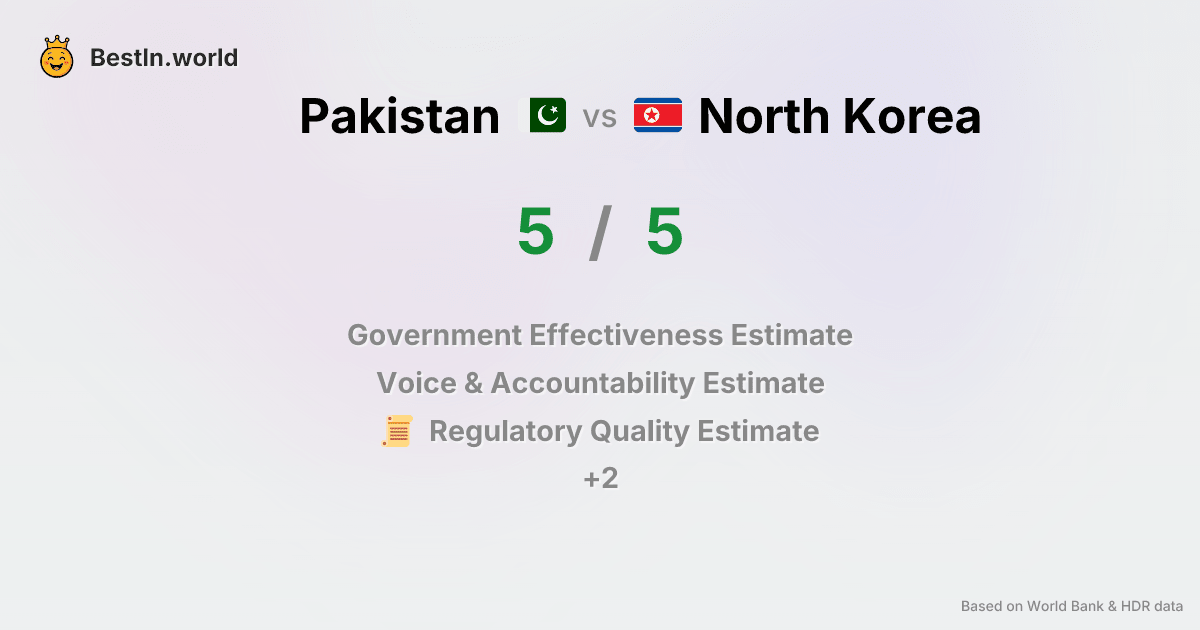 BestIn.world
Pakistan vs North Korea
5 / 5
Government Effectiveness Estimate
Voice & Accountability Estimate
Regulatory Quality Estimate
+2
Based on World Bank & HDR data